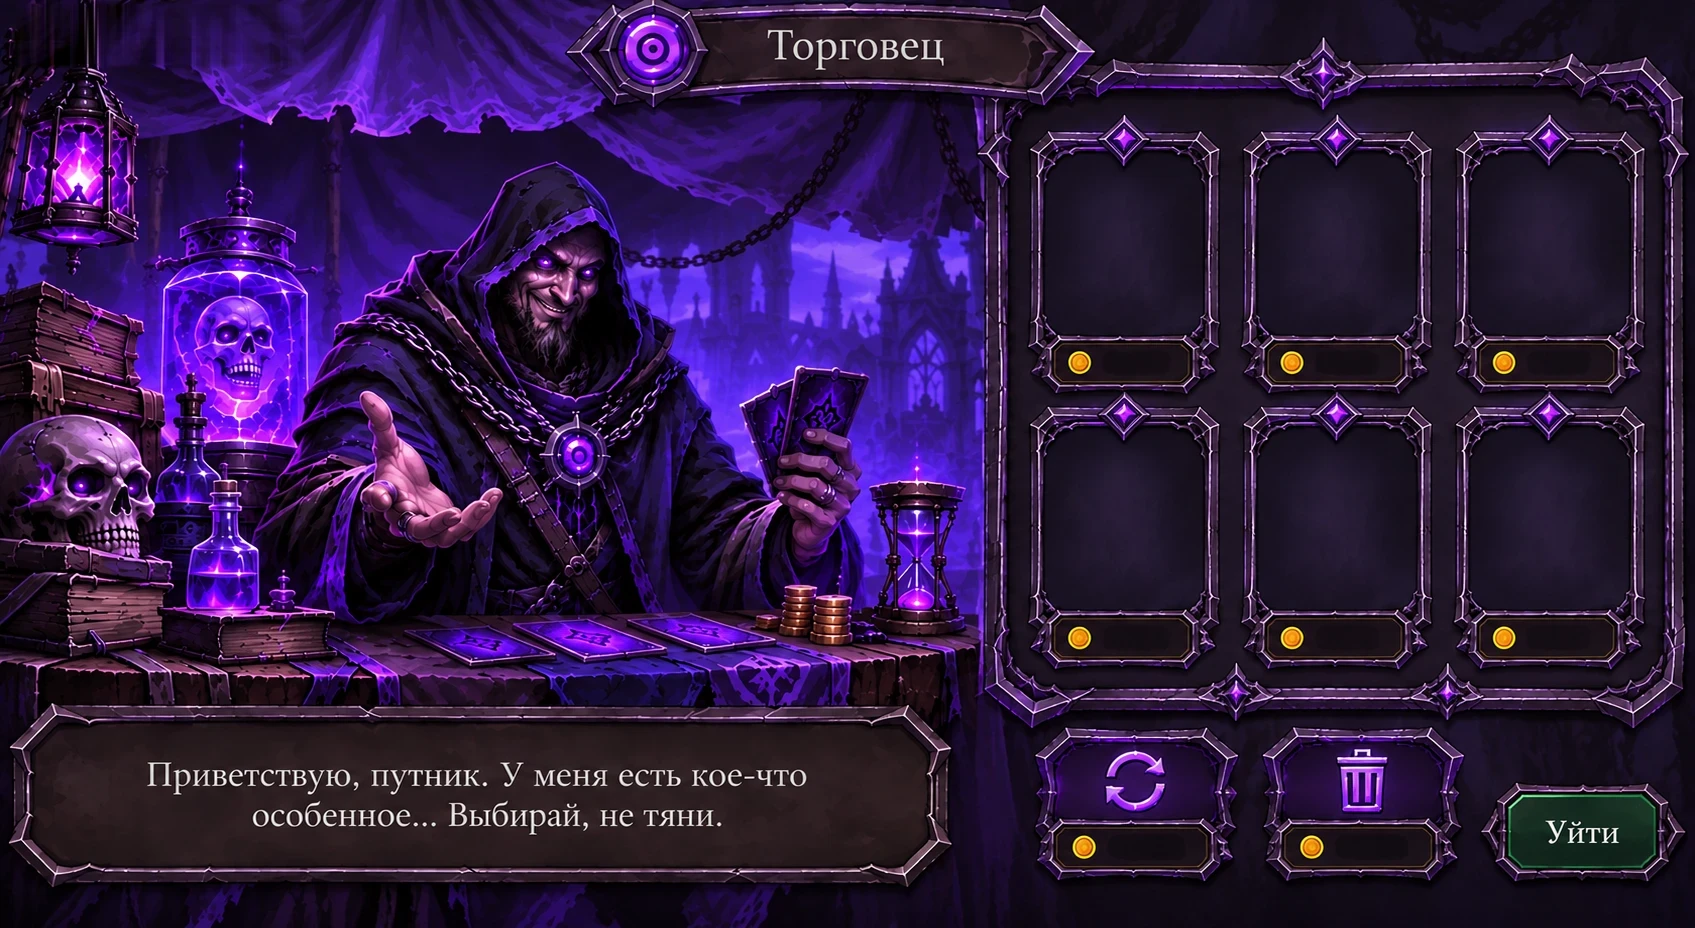 Торговец
Приветствую, путник. У меня есть кое-что
особенное... Выбирай, не тяни.
Уйти